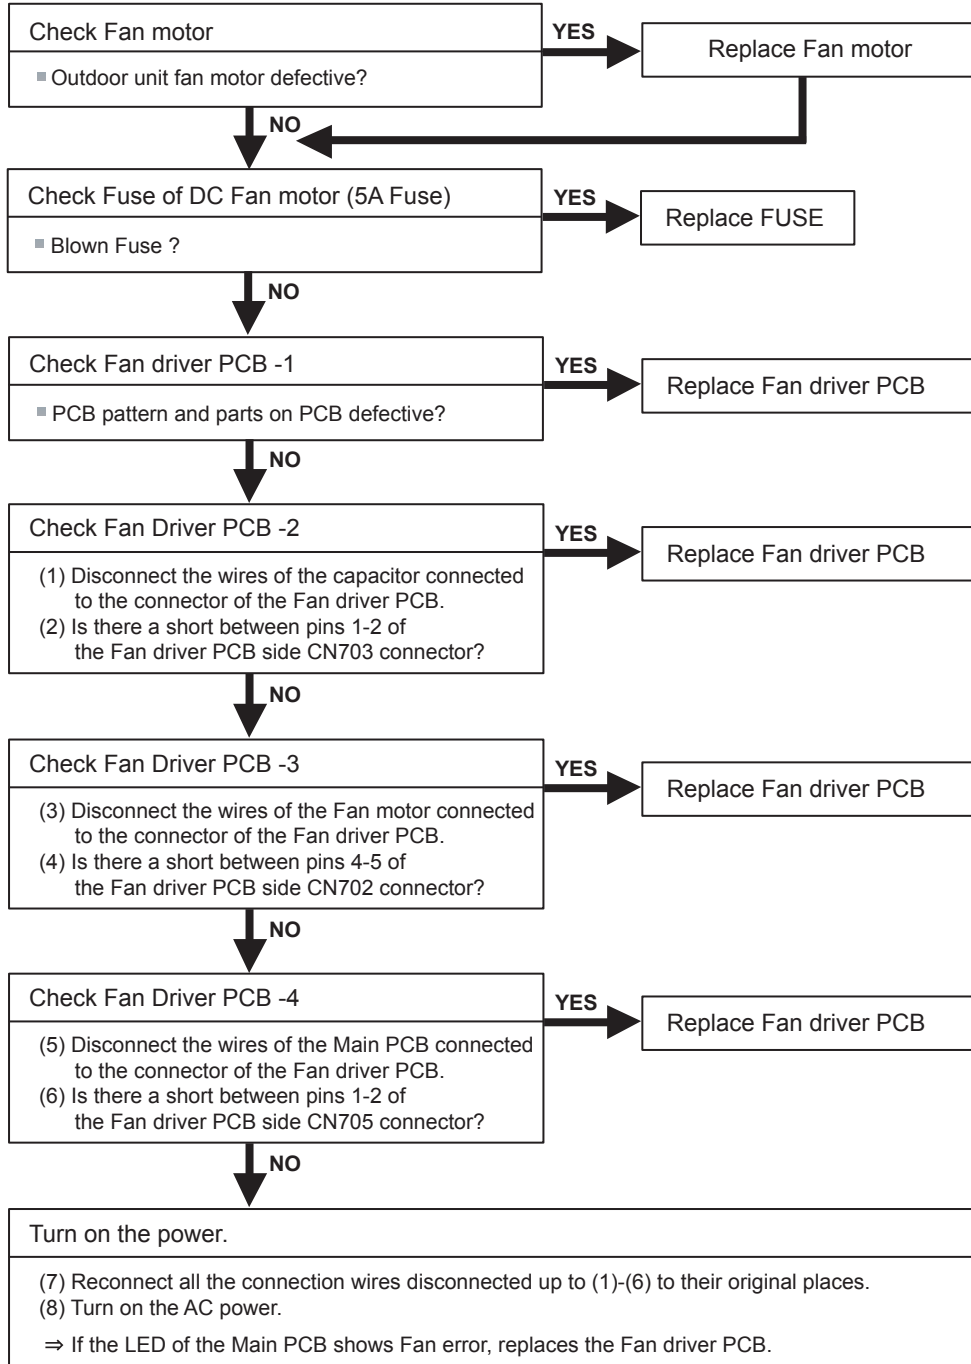 Check Fan motor
■ Outdoor unit fan motor defective?
YES
Replace Fan motor
NO
Check Fuse of DC Fan motor (5A Fuse)
■ Blown Fuse ?
YES
Replace FUSE
NO
Check Fan driver PCB -1
■ PCB pattern and parts on PCB defective?
YES
Replace Fan driver PCB
NO
Check Fan Driver PCB -2
(1) Disconnect the wires of the capacitor connected
to the connector of the Fan driver PCB.
(2) Is there a short between pins 1-2 of
the Fan driver PCB side CN703 connector?
YES
Replace Fan driver PCB
NO
Check Fan Driver PCB -3
(3) Disconnect the wires of the Fan motor connected
to the connector of the Fan driver PCB.
(4) Is there a short between pins 4-5 of
the Fan driver PCB side CN702 connector?
YES
Replace Fan driver PCB
NO
Check Fan Driver PCB -4
(5) Disconnect the wires of the Main PCB connected
to the connector of the Fan driver PCB.
(6) Is there a short between pins 1-2 of
the Fan driver PCB side CN705 connector?
YES
Replace Fan driver PCB
NO
Turn on the power.
(7) Reconnect all the connection wires disconnected up to (1)-(6) to their original places.
(8) Turn on the AC power.
⇒ If the LED of the Main PCB shows Fan error, replaces the Fan driver PCB.